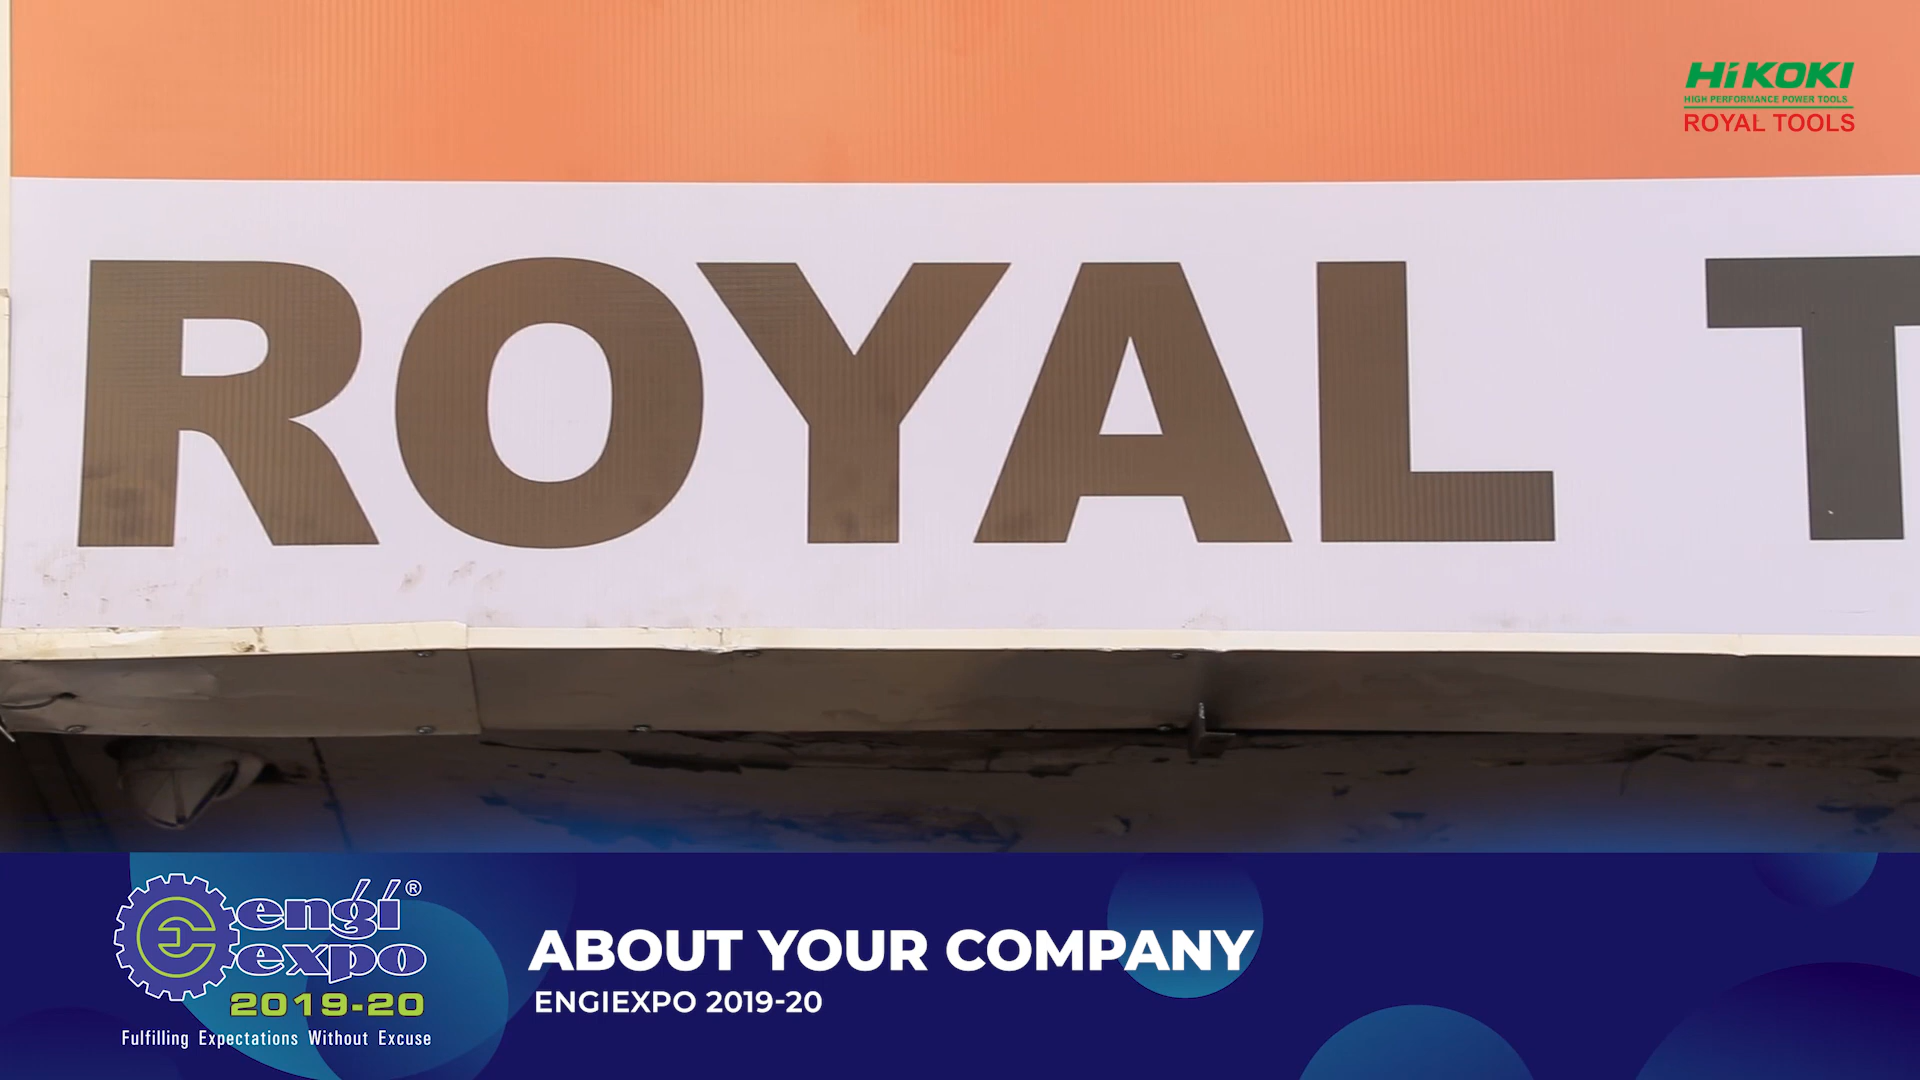 HiKOKI
HIGH PERFORMANCE POWER TOOLS
ROYAL TOOLS
ROYAL T
engi®
expo
2019-20
Fulfilling Expectations Without Excuse
ABOUT YOUR COMPANY
ENGIEXPO 2019-20